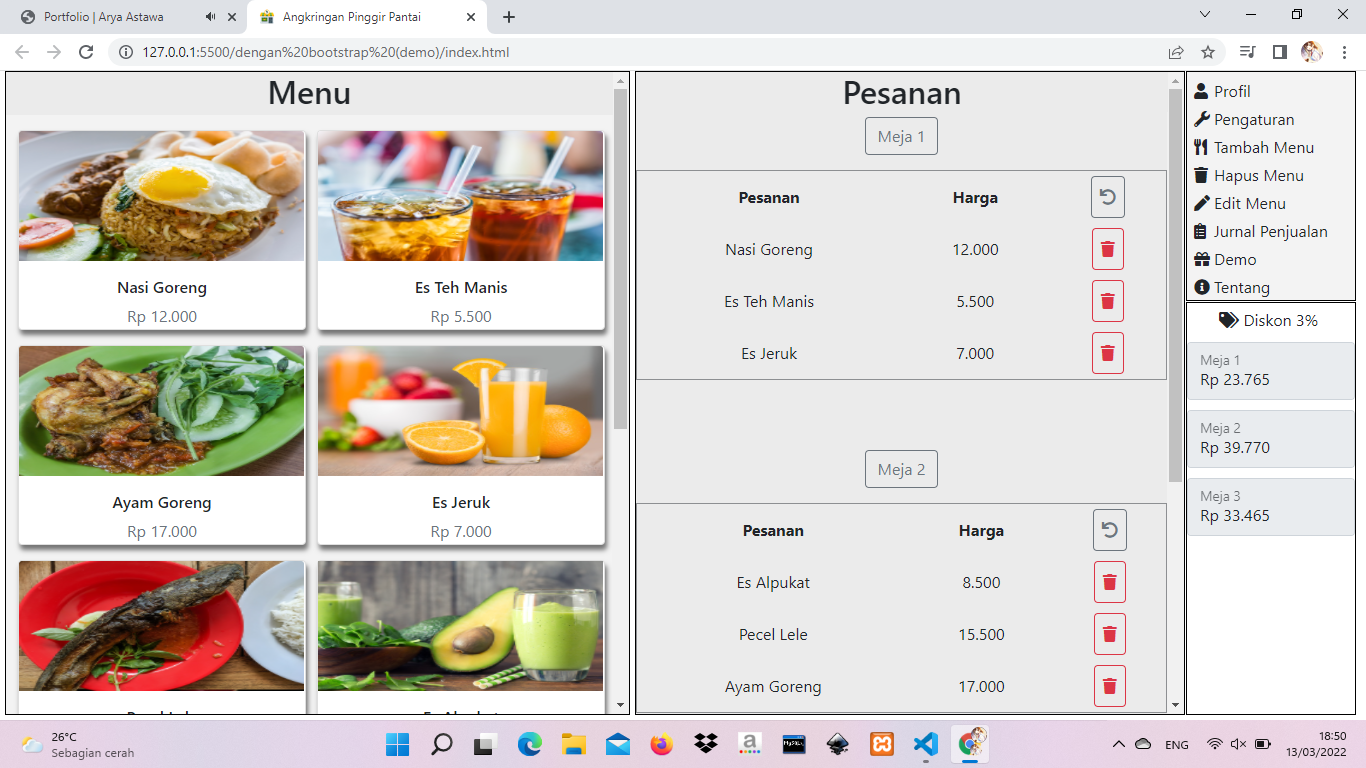 Portfolio | Arya Astawa
Angkringan Pinggir Pantai
127.0.0.1:5500/dengan%20bootstrap%20(demo)/index.html
Menu
Nasi Goreng
Rp 12.000
Es Teh Manis
Rp 5.500
Ayam Goreng
Rp 17.000
Es Jeruk
Rp 7.000
Pesanan
Meja 1
Pesanan Harga
Nasi Goreng 12.000
Es Teh Manis 5.500
Es Jeruk 7.000
Meja 2
Pesanan Harga
Es Alpukat 8.500
Pecel Lele 15.500
Ayam Goreng 17.000
Profil
Pengaturan
Tambah Menu
Hapus Menu
Edit Menu
Jurnal Penjualan
Demo
Tentang
Diskon 3%
Meja 1
Rp 23.765
Meja 2
Rp 39.770
Meja 3
Rp 33.465
26°C
Sebagian cerah
ENG
18:50
13/03/2022